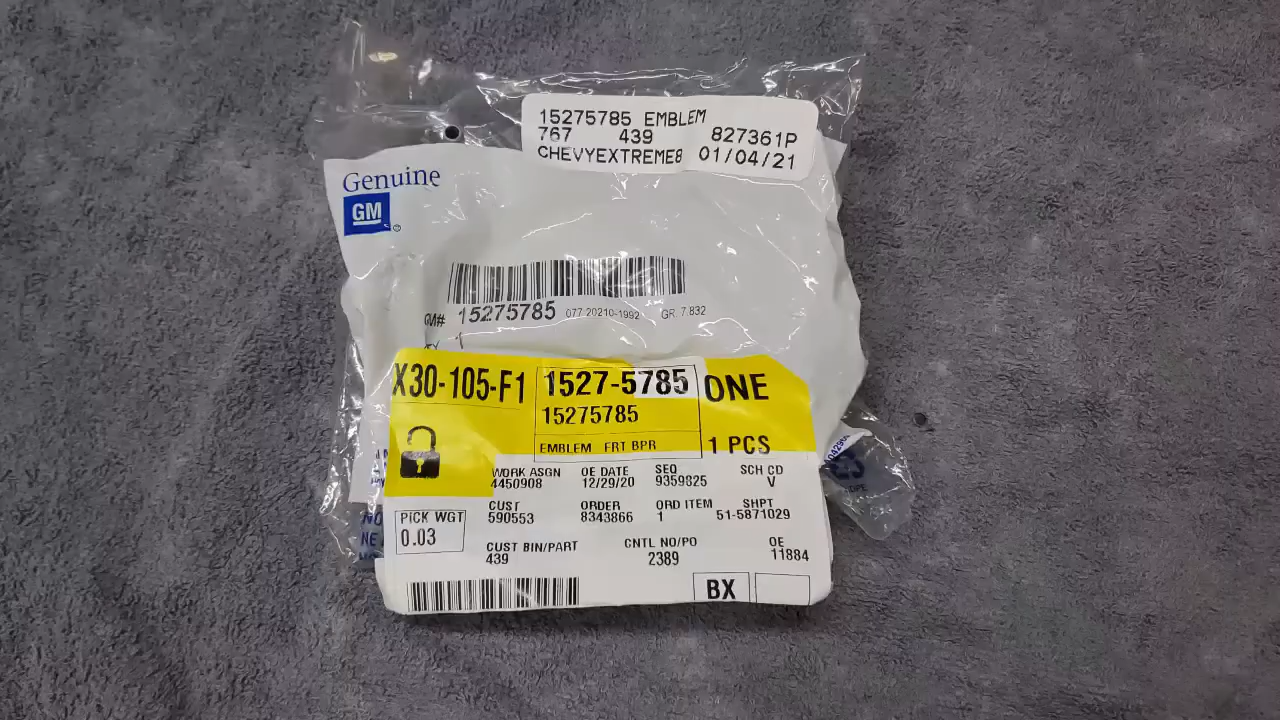 15275785 EMBLEM
767 439 827361P
CHEVYEXTREME8 01/04/21
Genuine
GM
GM# 15275785 077 20210-1992 GR. 7.832
1
X30-105-F1 1527-5785 ONE
15275785
EMBLEM FRT BPR 1 PCS
WORK ASGN OE DATE SEQ SCH CD
4450908 12/29/20 9359825 V
CUST ORDER ORD ITEM SHPT
590553 8343866 1 51-5871029
PICK WGT
0.03
CUST BIN/PART CNTL NO/PO OE
439 2389 11884
BX
NO
NE